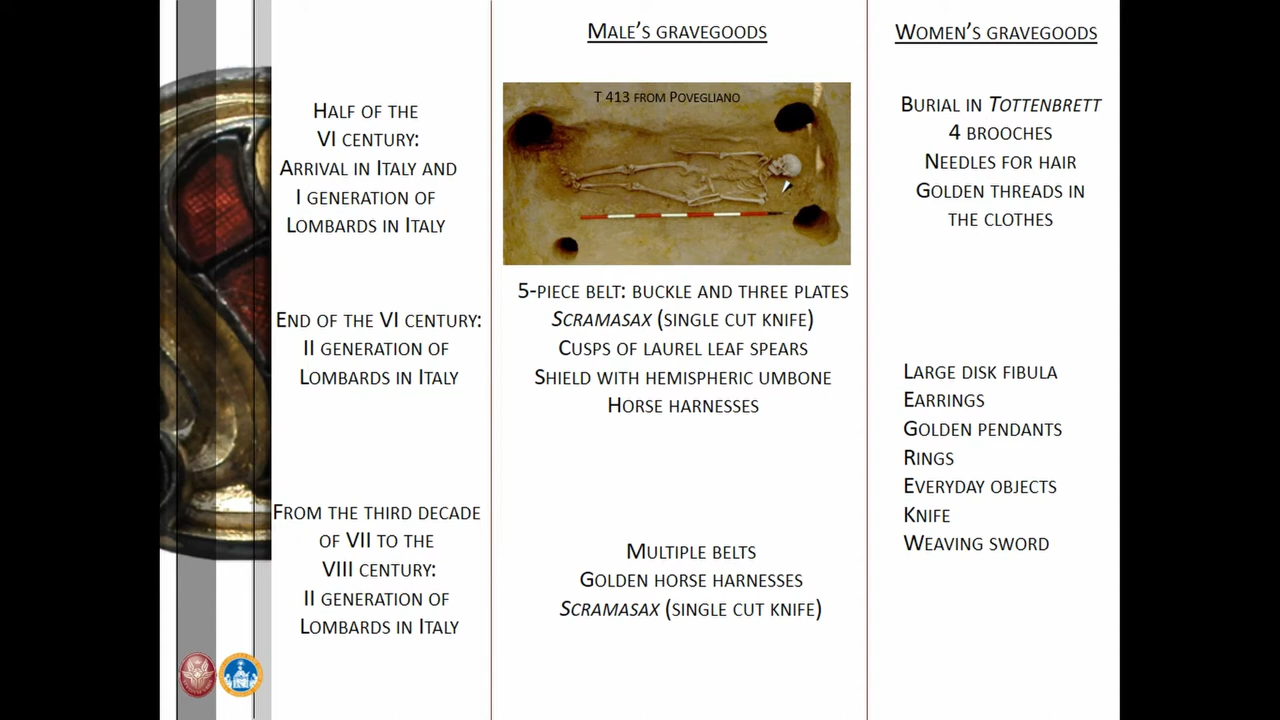 Male's gravegoods
Women's gravegoods
Half of the
VI century:
Arrival in Italy and
I generation of
Lombards in Italy
T 413 from Povegliano
Burial in Tottenbrett
4 brooches
Needles for hair
Golden threads in
the clothes
End of the VI century:
II generation of
Lombards in Italy
5-piece belt: buckle and three plates
Scramasax (single cut knife)
Cusps of laurel leaf spears
Shield with hemispheric umbone
Horse harnesses
Large disk fibula
Earrings
Golden pendants
Rings
Everyday objects
Knife
Weaving sword
From the third decade
of VII to the
VIII century:
II generation of
Lombards in Italy
Multiple belts
Golden horse harnesses
Scramasax (single cut knife)